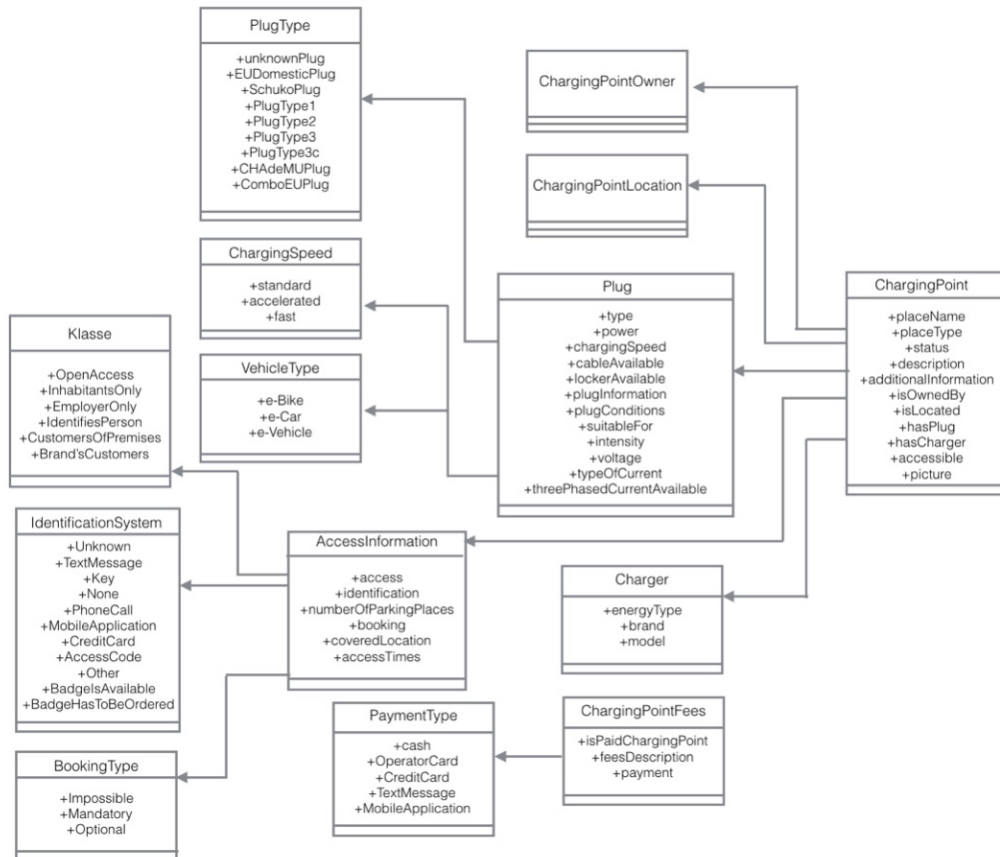 PlugType
+unknownPlug
+EUDomesticPlug
+SchukoPlug
+PlugType1
+PlugType2
+PlugType3
+PlugType3c
+CHAdeMUPlug
+ComboEUPlug
ChargingPointOwner
ChargingPointLocation
ChargingSpeed
+standard
+accelerated
+fast
Plug
+type
+power
+chargingSpeed
+cableAvailable
+lockerAvailable
+plugInformation
+plugConditions
+suitableFor
+intensity
+voltage
+typeOfCurrent
+threePhasedCurrentAvailable
ChargingPoint
+placeName
+placeType
+status
+description
+additionalInformation
+isOwnedBy
+isLocated
+hasPlug
+hasCharger
+accessible
+picture
Klasse
+OpenAccess
+InhabitantsOnly
+EmployerOnly
+IdentifiesPerson
+CustomersOfPremises
+Brand'sCustomers
VehicleType
+e-Bike
+e-Car
+e-Vehicle
IdentificationSystem
+Unknown
+TextMessage
+Key
+None
+PhoneCall
+MobileApplication
+CreditCard
+AccessCode
+Other
+BadgeIsAvailable
+BadgeHasToBeOrdered
AccessInformation
+access
+identification
+numberOfParkingPlaces
+booking
+coveredLocation
+accessTimes
Charger
+energyType
+brand
+model
PaymentType
+cash
+OperatorCard
+CreditCard
+TextMessage
+MobileApplication
ChargingPointFees
+isPaidChargingPoint
+feesDescription
+payment
BookingType
+Impossible
+Mandatory
+Optional